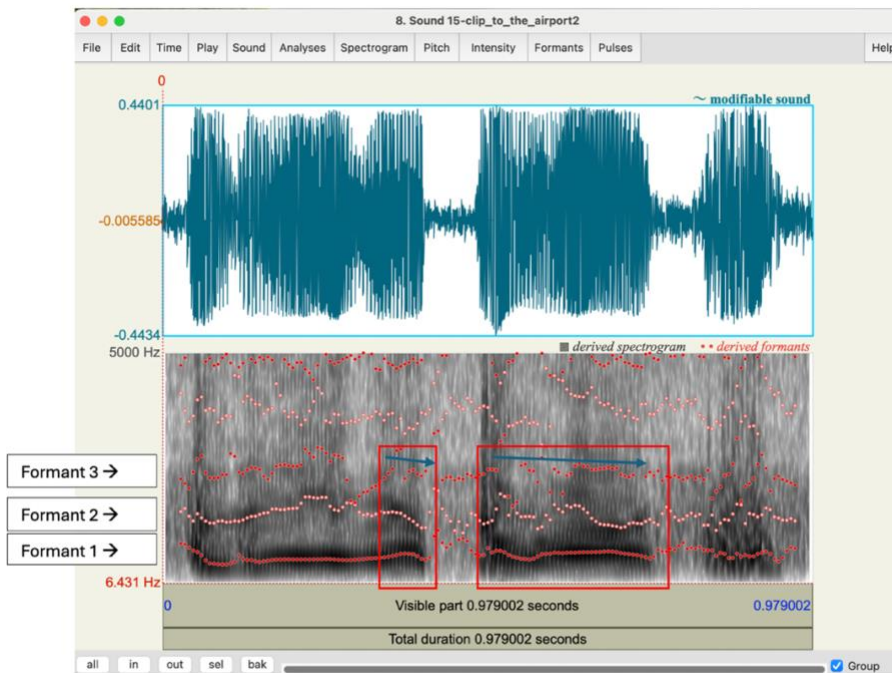 8. Sound 15-clip_to_the_airport2
File Edit Time Play Sound Analyses Spectrogram Pitch Intensity Formants Pulses Help
0
0.4401
~ modifiable sound
-0.005585
-0.4434
5000 Hz
derived spectrogram derived formants
Formant 3 →
Formant 2 →
Formant 1 →
6.431 Hz
0 Visible part 0.979002 seconds 0.979002
Total duration 0.979002 seconds
all in out sel bak Group